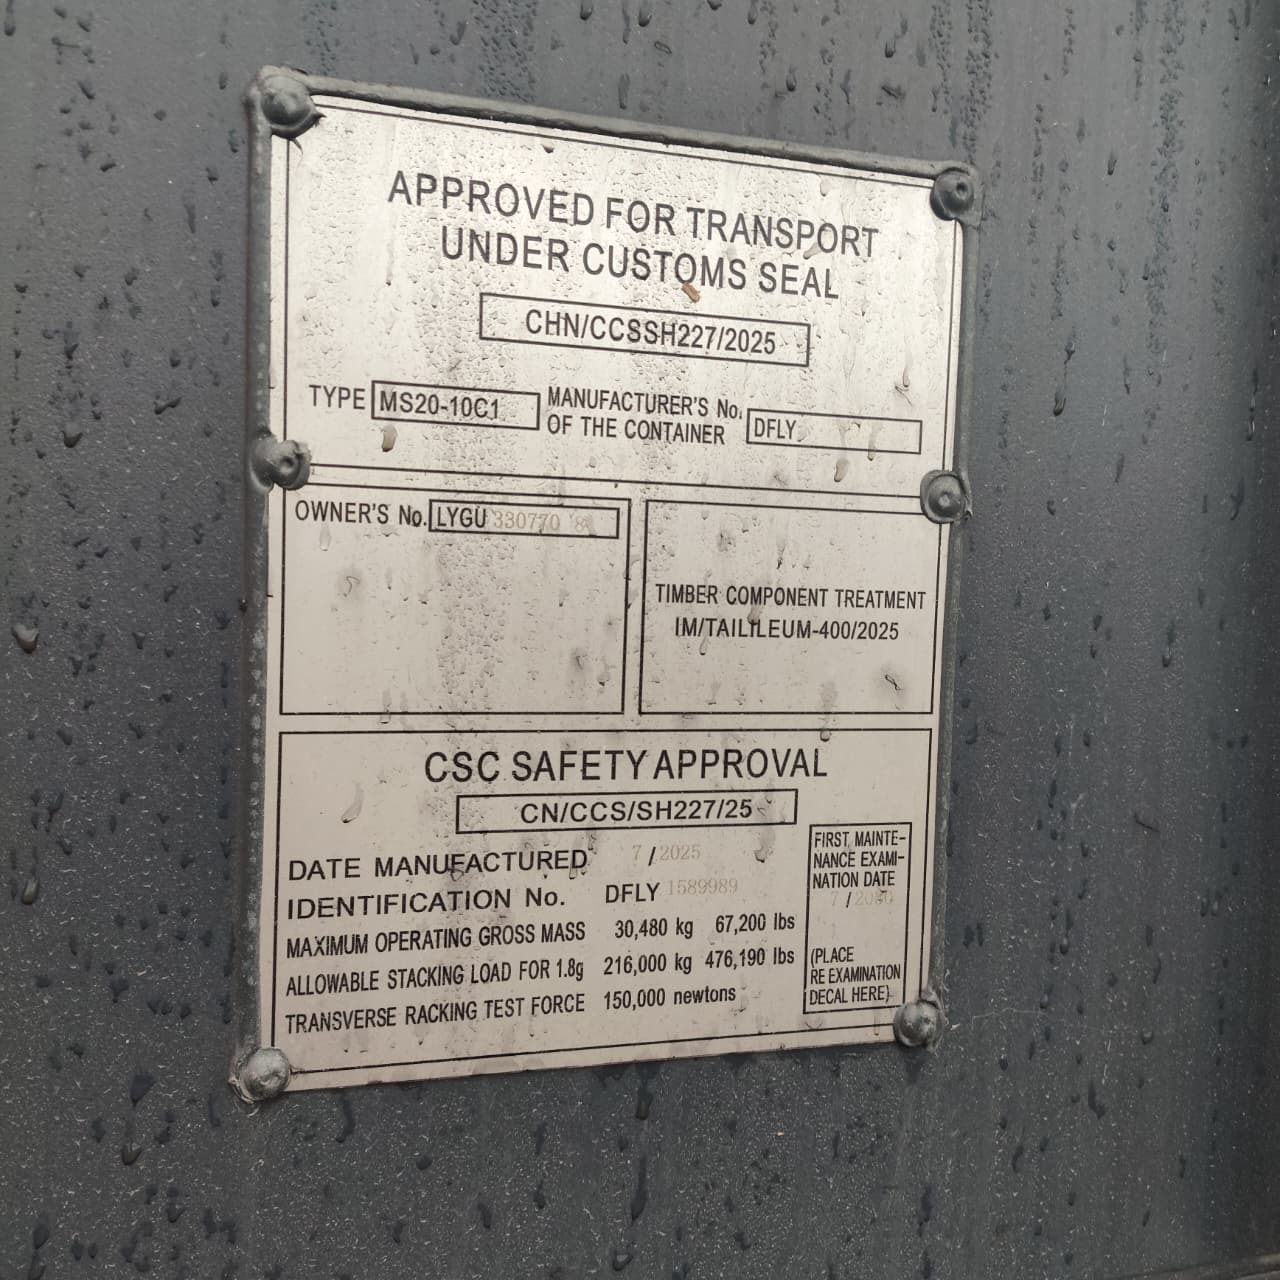 APPROVED FOR TRANSPORT
UNDER CUSTOMS SEAL
CHN/CCSSH227/2025
TYPE MS20-10C1 MANUFACTURER'S No. OF THE CONTAINER DFLY
OWNER'S No. LYGU 330770 8
TIMBER COMPONENT TREATMENT
IM/TAILILEUM-400/2025
CSC SAFETY APPROVAL
CN/CCS/SH227/25
DATE MANUFACTURED 7 / 2025
IDENTIFICATION No. DFLY 1589989
MAXIMUM OPERATING GROSS MASS 30,480 kg 67,200 lbs
ALLOWABLE STACKING LOAD FOR 1.8g 216,000 kg 476,190 lbs
TRANSVERSE RACKING TEST FORCE 150,000 newtons
FIRST MAINTE-
NANCE EXAMI-
NATION DATE
7 / 2030
(PLACE
RE EXAMINATION
DECAL HERE)